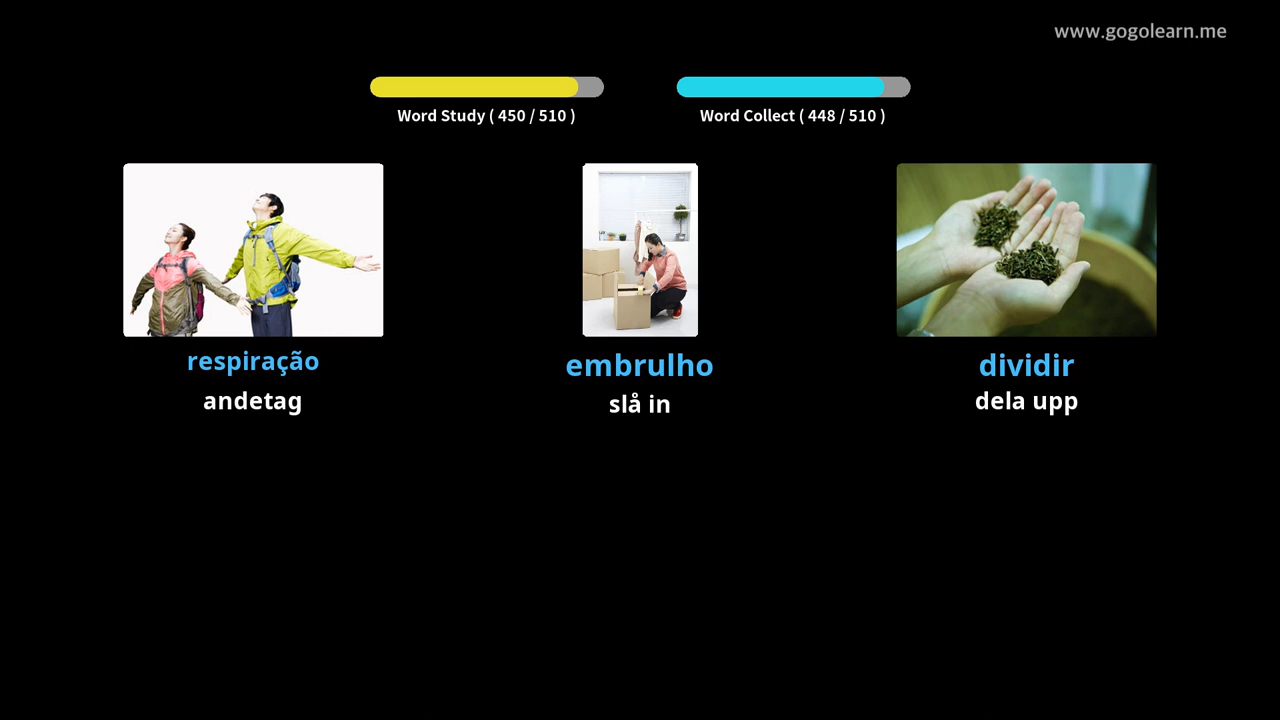 www.gogolearn.me
Word Study ( 450 / 510 )
Word Collect ( 448 / 510 )
respiração
andetag
embrulho
slå in
dividir
dela upp